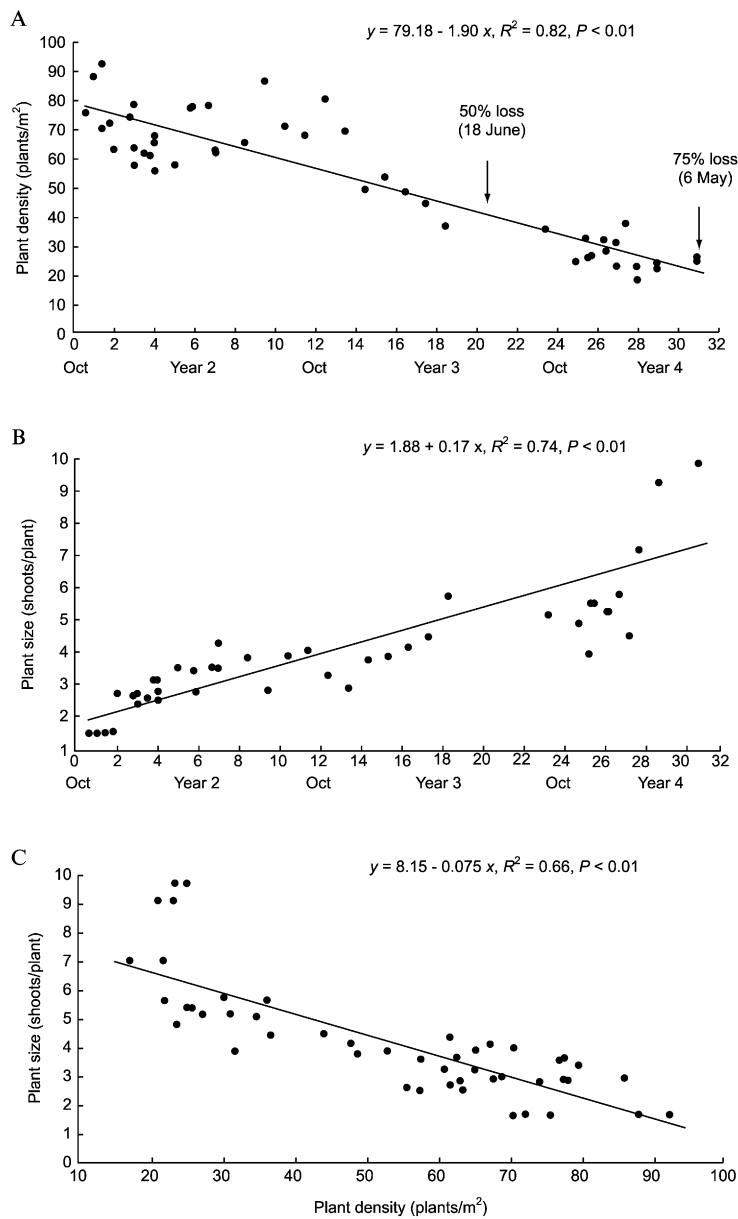 A
y = 79.18 - 1.90 x, R² = 0.82, P < 0.01
100
90
80
70
60
50
40
30
20
10
0
Plant density (plants/m²)
50% loss
(18 June)
75% loss
(6 May)
0 2 4 6 8 10 12 14 16 18 20 22 24 26 28 30 32
Oct Year 2 Oct Year 3 Oct Year 4
B
y = 1.88 + 0.17 x, R² = 0.74, P < 0.01
10
9
8
7
6
5
4
3
2
1
Plant size (shoots/plant)
0 2 4 6 8 10 12 14 16 18 20 22 24 26 28 30 32
Oct Year 2 Oct Year 3 Oct Year 4
C
y = 8.15 - 0.075 x, R² = 0.66, P < 0.01
10
9
8
7
6
5
4
3
2
1
0
Plant size (shoots/plant)
10 20 30 40 50 60 70 80 90 100
Plant density (plants/m²)